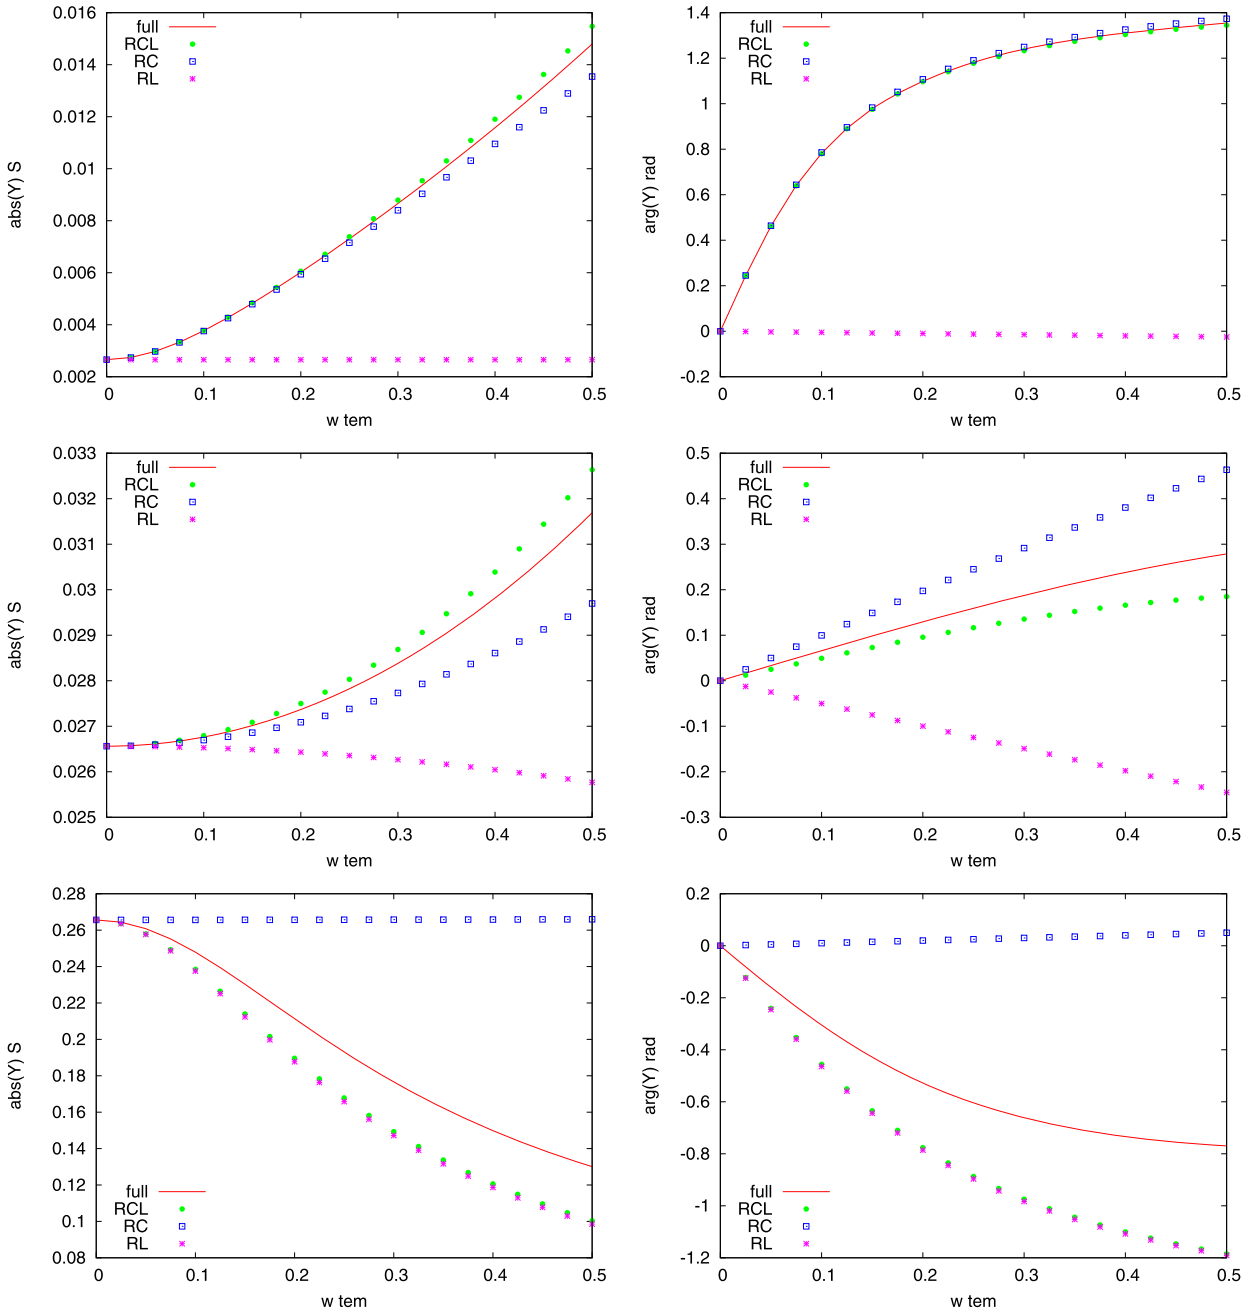 0.016
0.014
0.012
0.01
0.008
0.006
0.004
0.002
abs(Y) S
full
RCL
RC
RL
0 0.1 0.2 0.3 0.4 0.5
w tem
1.4
1.2
1
0.8
0.6
0.4
0.2
0
-0.2
arg(Y) rad
full
RCL
RC
RL
0 0.1 0.2 0.3 0.4 0.5
w tem
0.033
0.032
0.031
0.03
0.029
0.028
0.027
0.026
0.025
abs(Y) S
full
RCL
RC
RL
0 0.1 0.2 0.3 0.4 0.5
w tem
0.5
0.4
0.3
0.2
0.1
0
-0.1
-0.2
-0.3
arg(Y) rad
full
RCL
RC
RL
0 0.1 0.2 0.3 0.4 0.5
w tem
0.28
0.26
0.24
0.22
0.2
0.18
0.16
0.14
0.12
0.1
0.08
abs(Y) S
full
RCL
RC
RL
0 0.1 0.2 0.3 0.4 0.5
w tem
0.2
0
-0.2
-0.4
-0.6
-0.8
-1
-1.2
arg(Y) rad
full
RCL
RC
RL
0 0.1 0.2 0.3 0.4 0.5
w tem